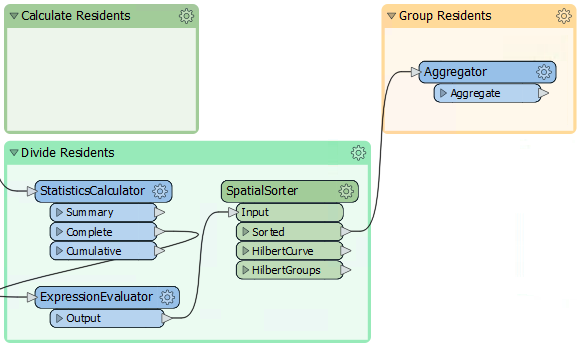 Calculate Residents
Group Residents
Aggregator
Aggregate
Divide Residents
StatisticsCalculator
Summary
Complete
Cumulative
ExpressionEvaluator
Output
SpatialSorter
Input
Sorted
HilbertCurve
HilbertGroups